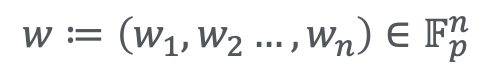 w := (w₁, w₂ …, wₙ) ∈ 𝔽ₚⁿ